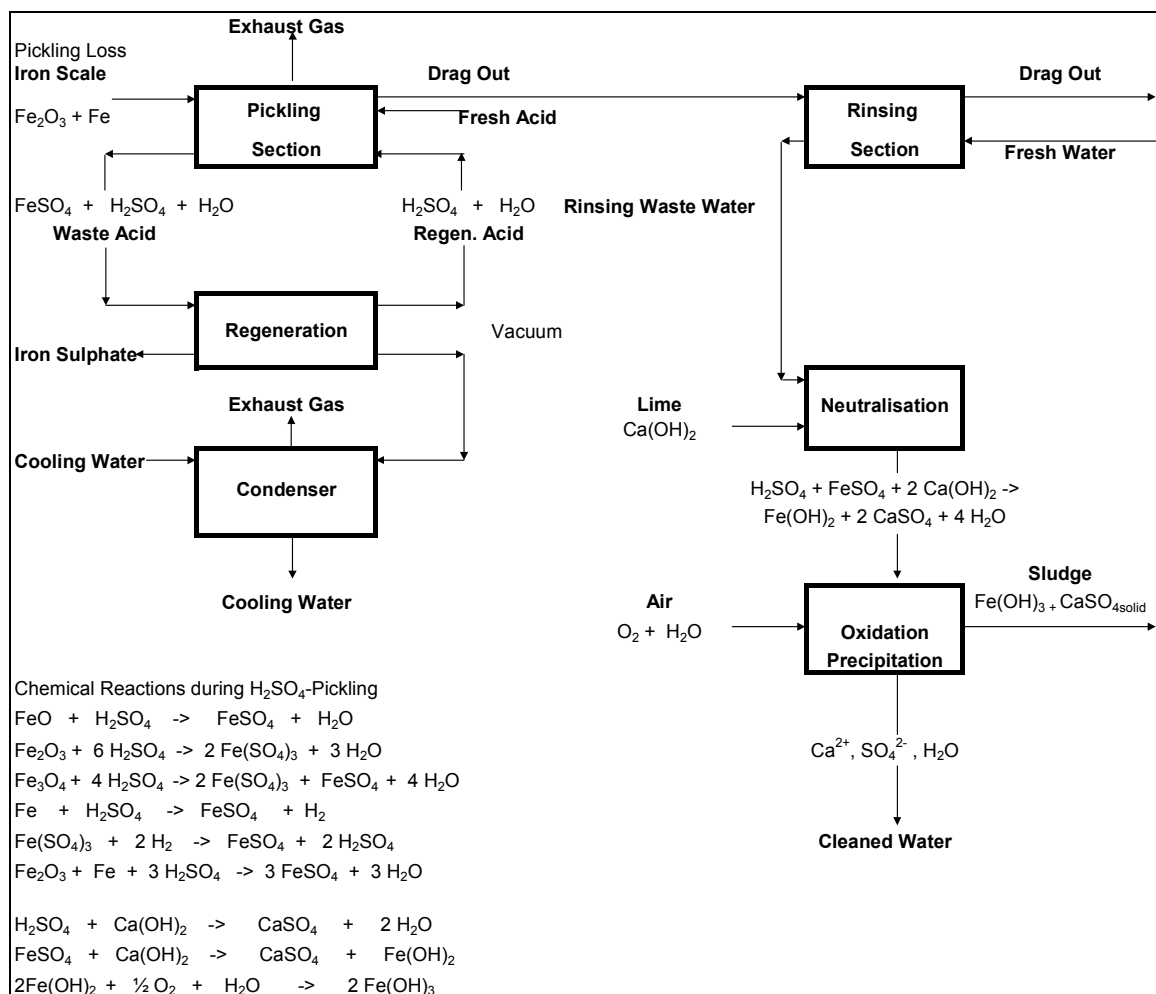 Exhaust Gas
Pickling Loss
Iron Scale
Drag Out
Drag Out
Fe₂O₃ + Fe
Pickling
Section
Fresh Acid
Rinsing
Section
Fresh Water
FeSO₄ + H₂SO₄ + H₂O
Waste Acid
H₂SO₄ + H₂O
Regen. Acid
Rinsing Waste Water
Regeneration
Vacuum
Iron Sulphate
Exhaust Gas
Cooling Water
Condenser
Cooling Water
Lime
Ca(OH)₂
Neutralisation
H₂SO₄ + FeSO₄ + 2 Ca(OH)₂ ->
Fe(OH)₂ + 2 CaSO₄ + 4 H₂O
Air
O₂ + H₂O
Oxidation
Precipitation
Sludge
Fe(OH)₃ + CaSO₄solid
Ca²⁺, SO₄²⁻ , H₂O
Cleaned Water
Chemical Reactions during H₂SO₄-Pickling
FeO + H₂SO₄ -> FeSO₄ + H₂O
Fe₂O₃ + 6 H₂SO₄ -> 2 Fe(SO₄)₃ + 3 H₂O
Fe₃O₄ + 4 H₂SO₄ -> 2 Fe(SO₄)₃ + FeSO₄ + 4 H₂O
Fe + H₂SO₄ -> FeSO₄ + H₂
Fe(SO₄)₃ + 2 H₂ -> FeSO₄ + 2 H₂SO₄
Fe₂O₃ + Fe + 3 H₂SO₄ -> 3 FeSO₄ + 3 H₂O
H₂SO₄ + Ca(OH)₂ -> CaSO₄ + 2 H₂O
FeSO₄ + Ca(OH)₂ -> CaSO₄ + Fe(OH)₂
2Fe(OH)₂ + ½ O₂ + H₂O -> 2 Fe(OH)₃